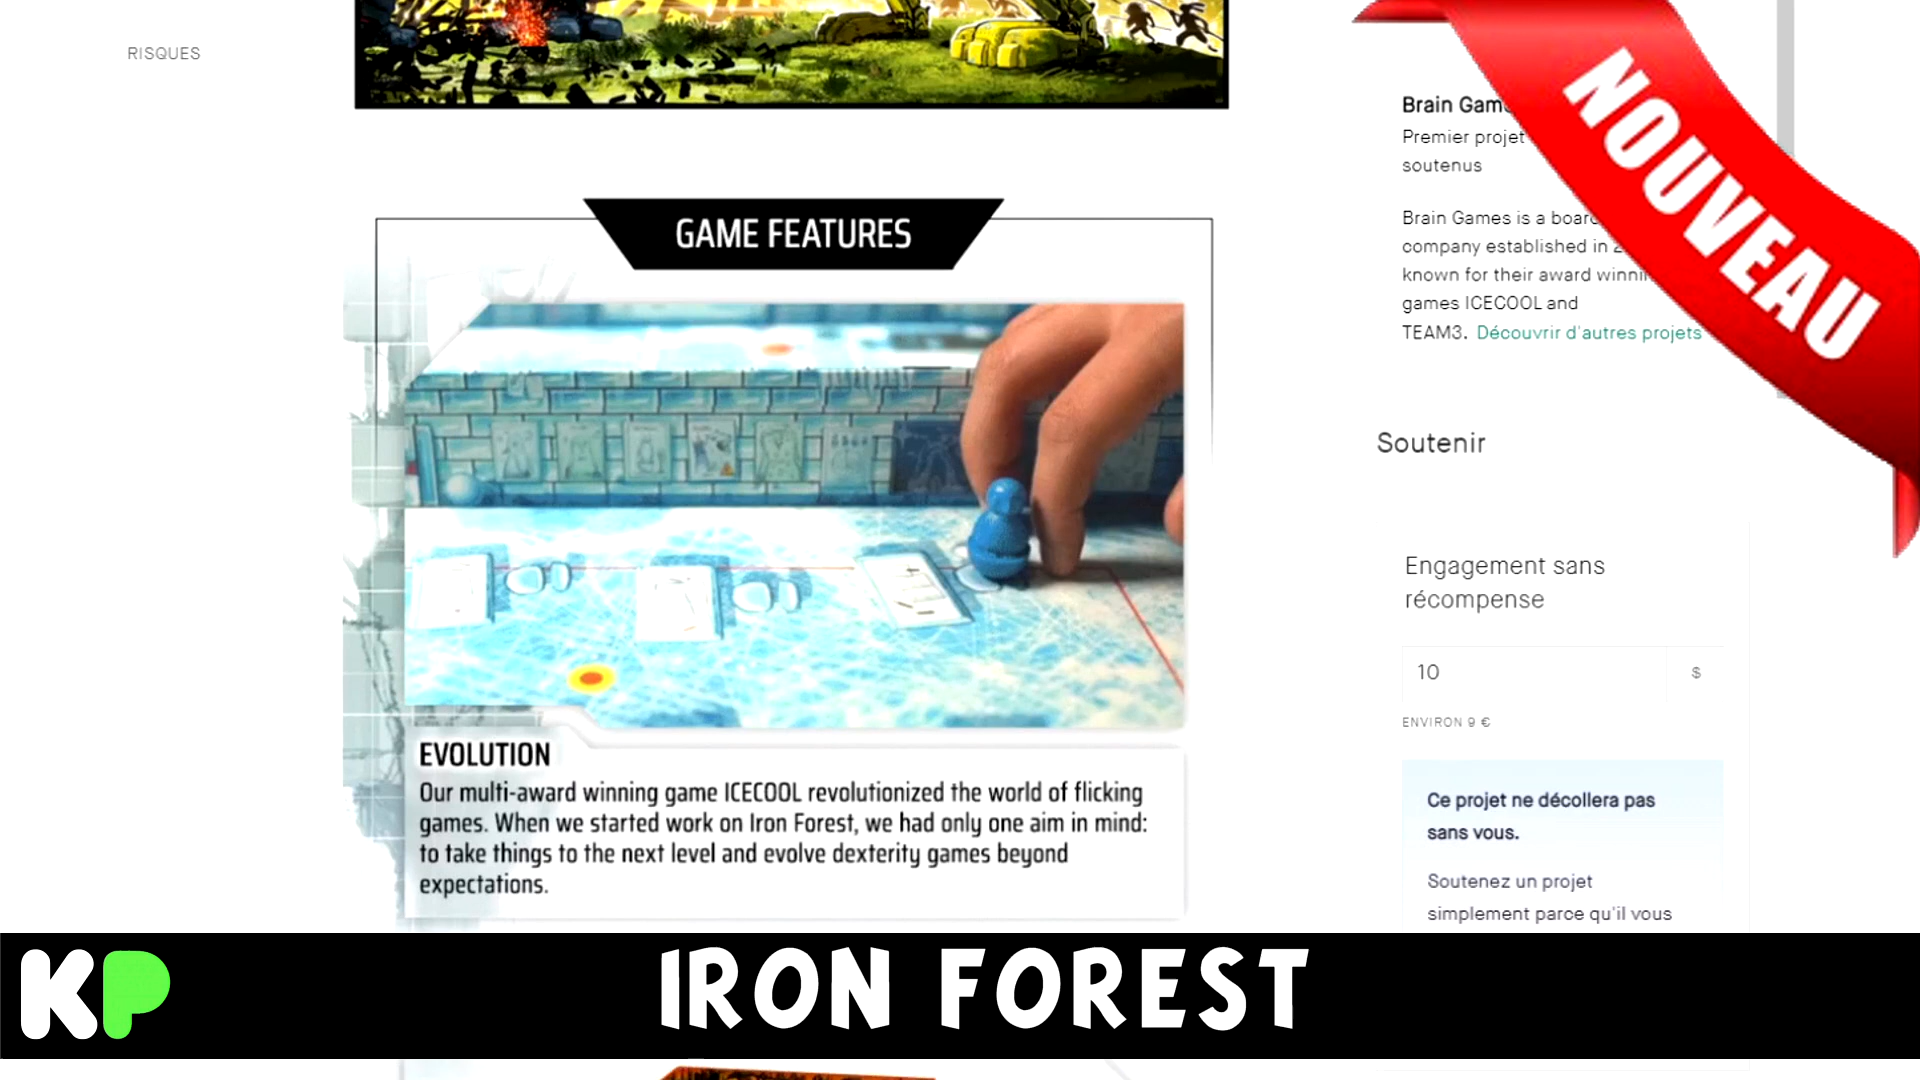 RISQUES
GAME FEATURES
EVOLUTION
Our multi-award winning game ICECOOL revolutionized the world of flicking
games. When we started work on Iron Forest, we had only one aim in mind:
to take things to the next level and evolve dexterity games beyond
expectations.
Brain
Premier projet
soutenus
Brain Games is a
company established in
known for their award
games ICECOOL and
TEAM3. Découvrir d'autres projets
NOUVEAU
Soutenir
Engagement sans
récompense
10 $
ENVIRON 9 €
Ce projet ne décollera pas
sans vous.
Soutenez un projet
simplement parce qu'il vous
KP
IRON FOREST